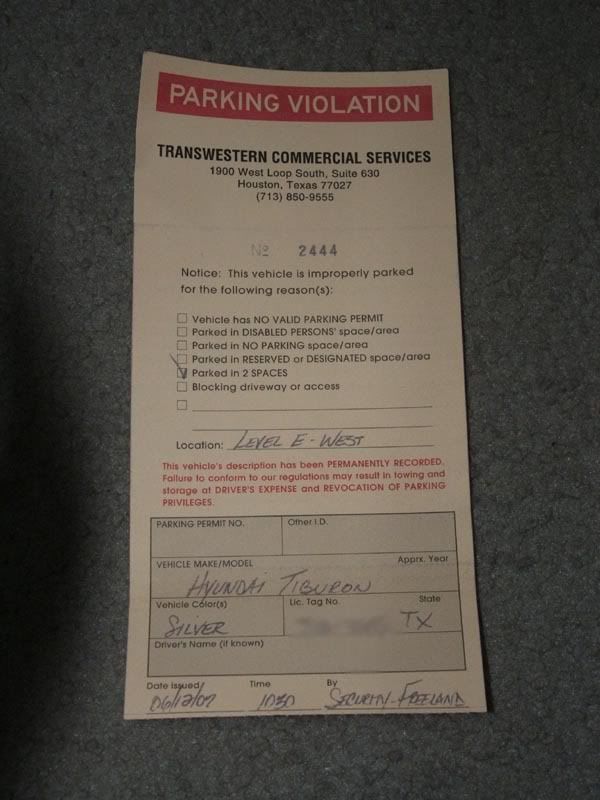 PARKING VIOLATION
TRANSWESTERN COMMERCIAL SERVICES
1900 West Loop South, Suite 630
Houston, Texas 77027
(713) 850-9555
Nº 2444
Notice: This vehicle is improperly parked
for the following reason(s):
Vehicle has NO VALID PARKING PERMIT
Parked in DISABLED PERSONS' space/area
Parked in NO PARKING space/area
Parked in RESERVED or DESIGNATED space/area
Parked in 2 SPACES
Blocking driveway or access
Location: LEVEL E - WEST
This vehicle's description has been PERMANENTLY RECORDED.
Failure to conform to our regulations may result in towing and
storage at DRIVER'S EXPENSE and REVOCATION OF PARKING
PRIVILEGES.
PARKING PERMIT NO. Other I.D.
VEHICLE MAKE/MODEL Apprx. Year
HYUNDAI TIBURON
Vehicle Color(s) Lic. Tag No. State
SILVER TX
Driver's Name (if known)
Date issued Time By
06/12/07 1030 SECURITY - FREELAND